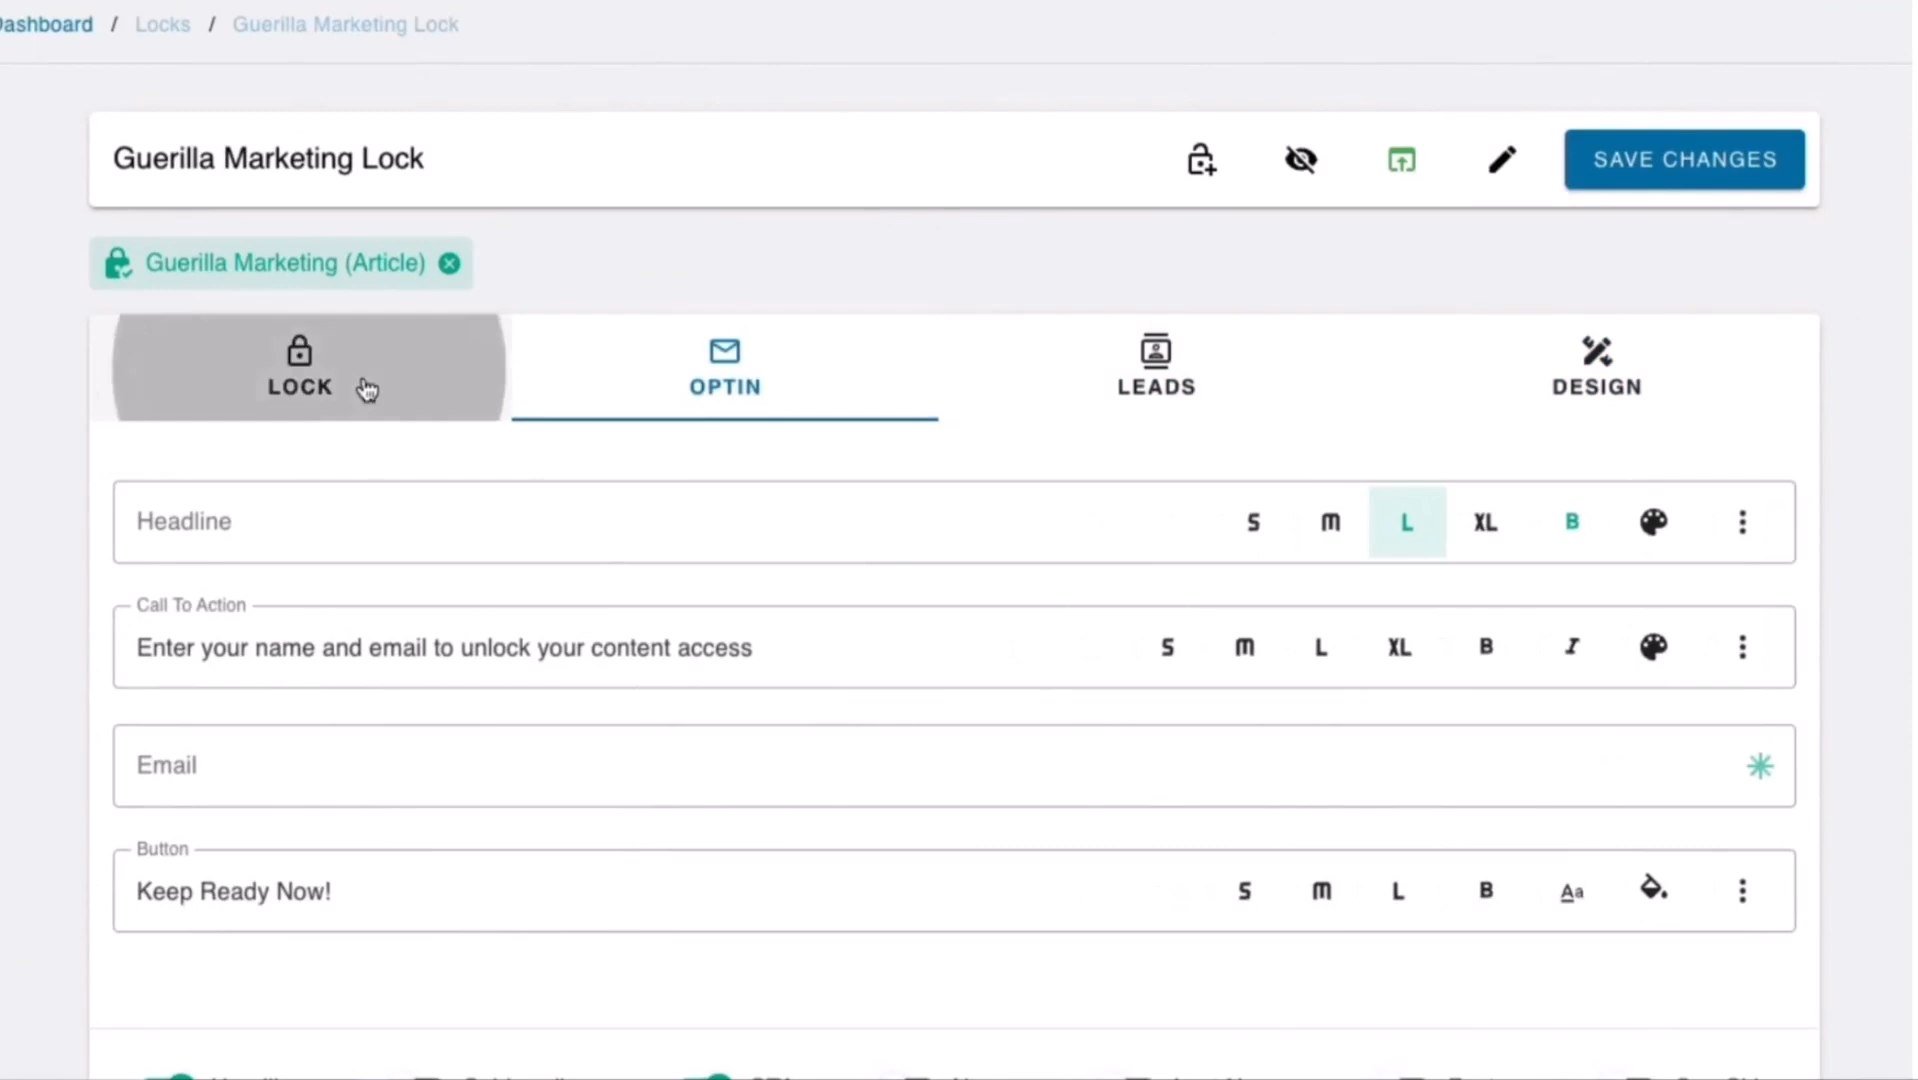 Dashboard / Locks / Guerilla Marketing Lock
Guerilla Marketing Lock
SAVE CHANGES
Guerilla Marketing (Article)
LOCK OPTIN LEADS DESIGN
Headline S M L XL B
Call To Action
Enter your name and email to unlock your content access S M L XL B I
Email
Button
Keep Ready Now! S M L B Aa